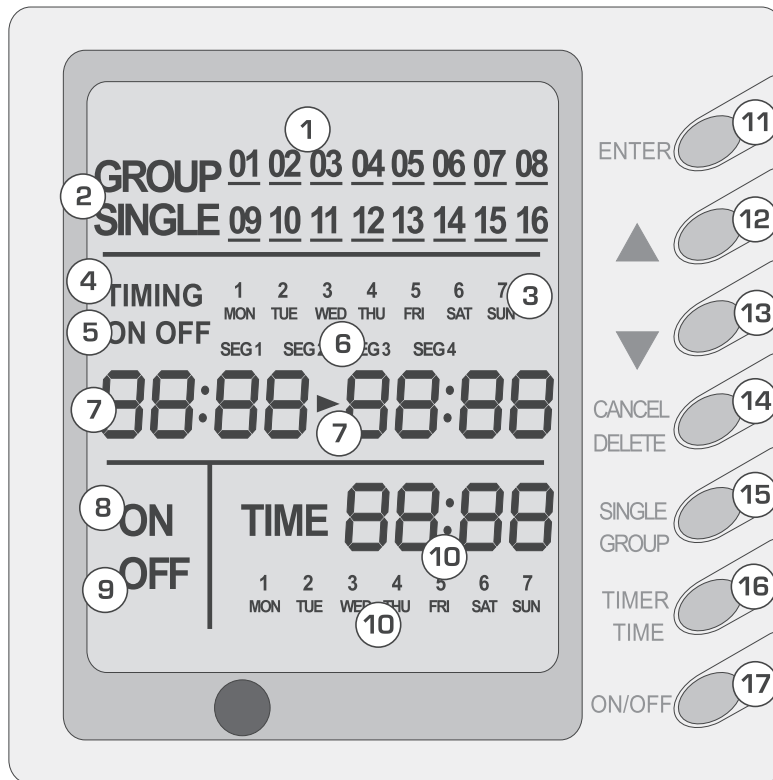 1
11
ENTER
GROUP 01 02 03 04 05 06 07 08
2
SINGLE 09 10 11 12 13 14 15 16
12
4
TIMING
1 2 3 4 5 6 7
3
MON TUE WED THU FRI SAT SUN
5
ON OFF
13
SEG1 SEG2 SEG3 SEG4
6
7
88:88 ► 88:88
7
14
CANCEL
DELETE
8
ON
TIME 88:88
10
15
SINGLE
GROUP
9
OFF
1 2 3 4 5 6 7
MON TUE WED THU FRI SAT SUN
10
16
TIMER
TIME
17
ON/OFF